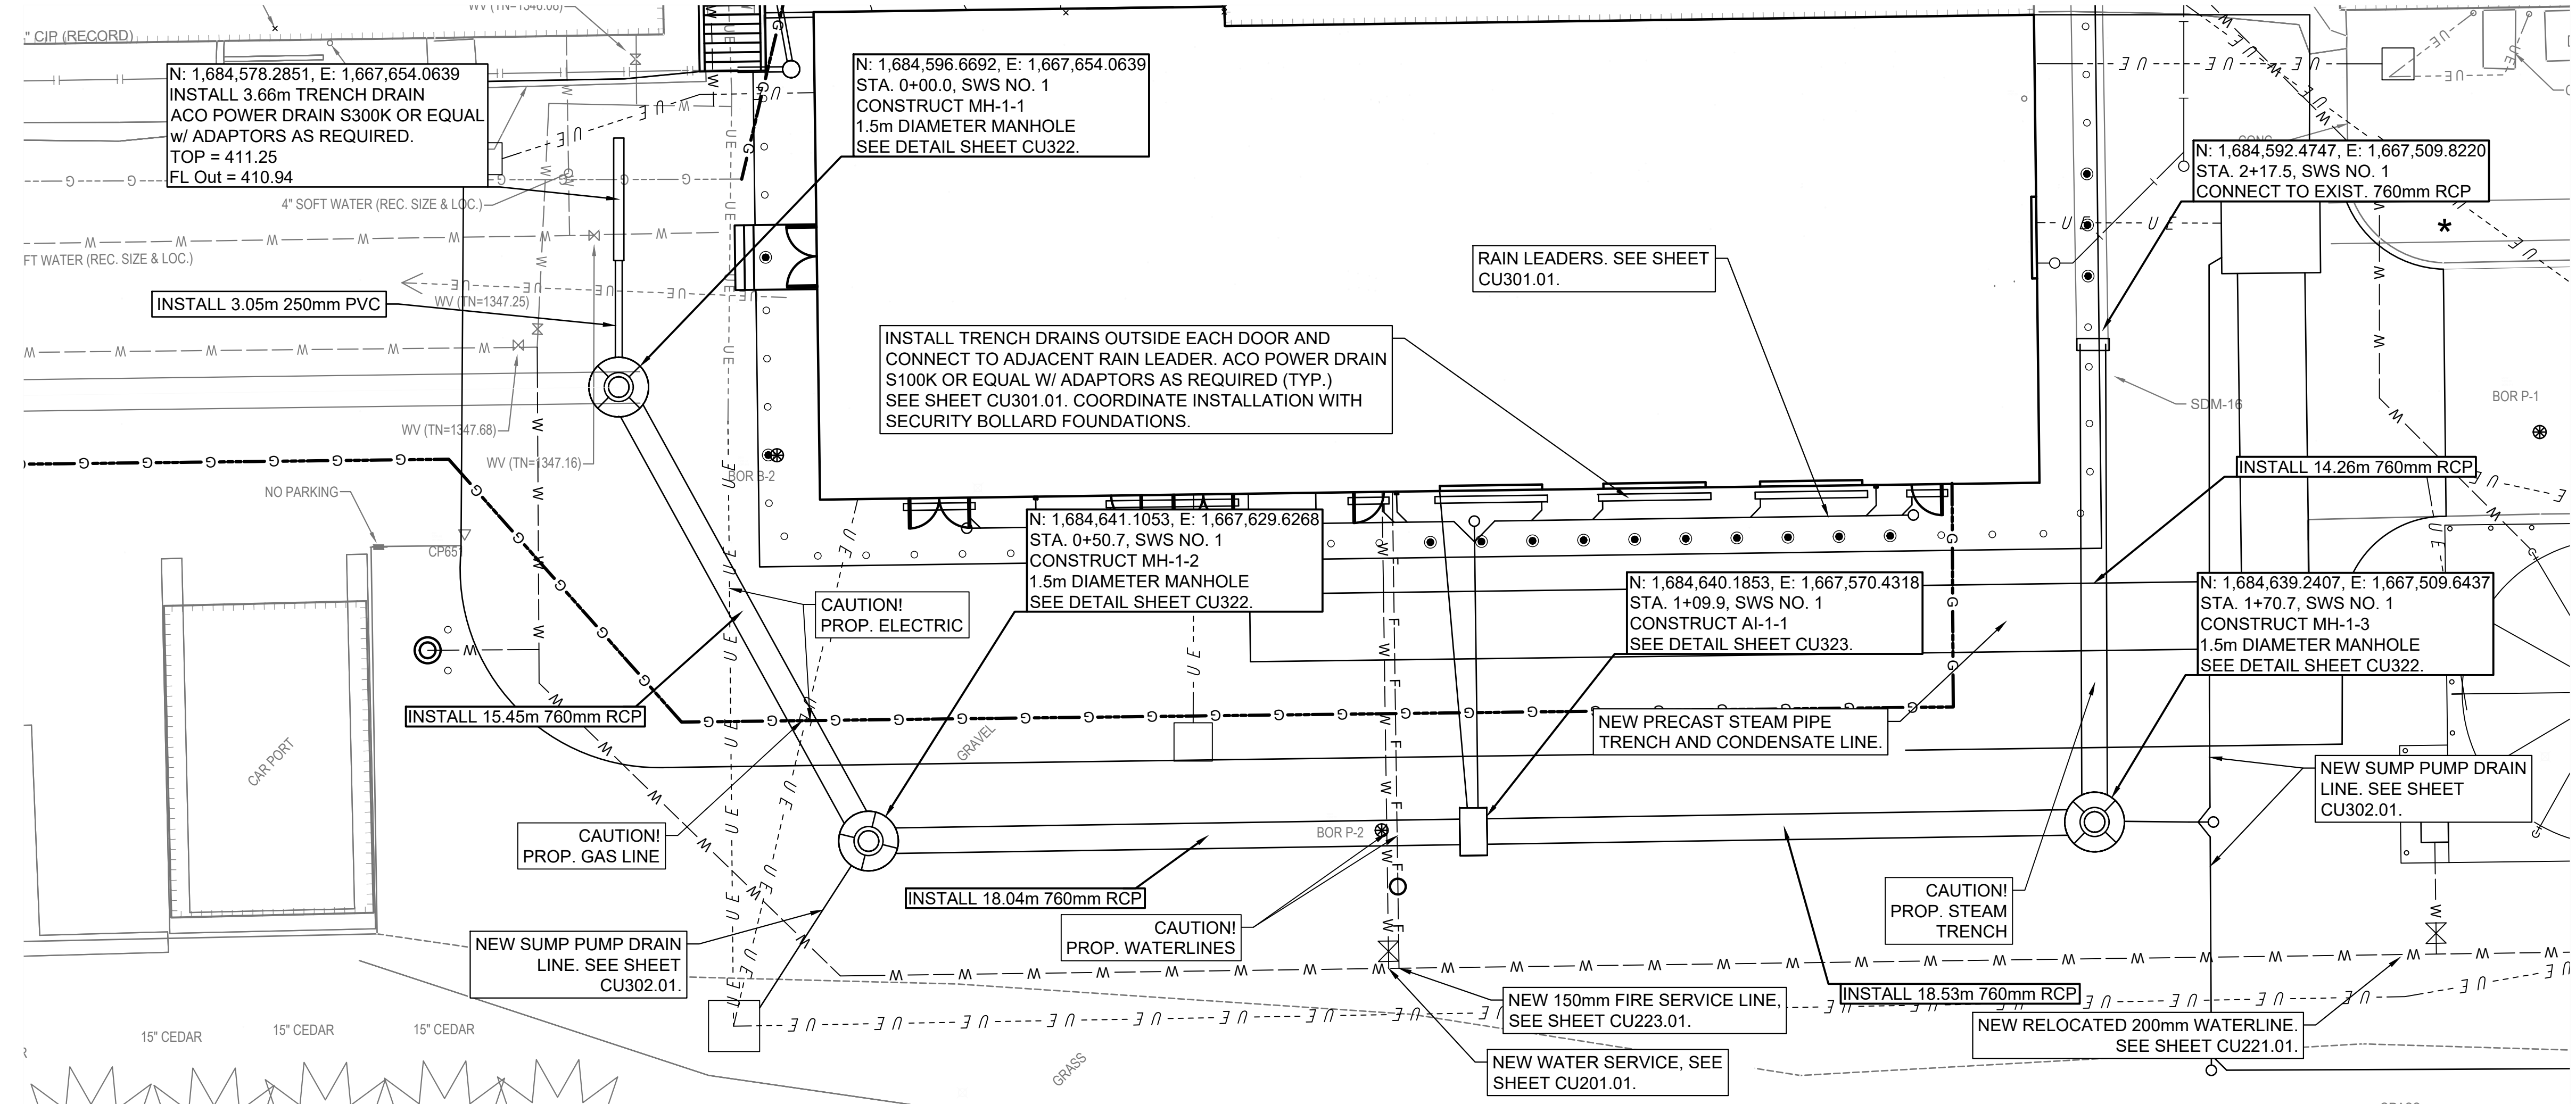 " CIP (RECORD)
N: 1,684,578.2851, E: 1,667,654.0639
INSTALL 3.66m TRENCH DRAIN
ACO POWER DRAIN S300K OR EQUAL
w/ ADAPTORS AS REQUIRED.
TOP = 411.25
FL Out = 410.94
4" SOFT WATER (REC. SIZE & LOC.)
FT WATER (REC. SIZE & LOC.)
INSTALL 3.05m 250mm PVC
WV (TN=1347.25)
WV (TN=1347.68)
WV (TN=1347.16)
NO PARKING
BOR B-2
N: 1,684,596.6692, E: 1,667,654.0639
STA. 0+00.0, SWS NO. 1
CONSTRUCT MH-1-1
1.5m DIAMETER MANHOLE
SEE DETAIL SHEET CU322.
RAIN LEADERS. SEE SHEET
CU301.01.
INSTALL TRENCH DRAINS OUTSIDE EACH DOOR AND
CONNECT TO ADJACENT RAIN LEADER. ACO POWER DRAIN
S100K OR EQUAL W/ ADAPTORS AS REQUIRED (TYP.)
SEE SHEET CU301.01. COORDINATE INSTALLATION WITH
SECURITY BOLLARD FOUNDATIONS.
N: 1,684,592.4747, E: 1,667,509.8220
STA. 2+17.5, SWS NO. 1
CONNECT TO EXIST. 760mm RCP
SDM-16
BOR P-1
INSTALL 14.26m 760mm RCP
N: 1,684,641.1053, E: 1,667,629.6268
STA. 0+50.7, SWS NO. 1
CONSTRUCT MH-1-2
1.5m DIAMETER MANHOLE
SEE DETAIL SHEET CU322.
N: 1,684,640.1853, E: 1,667,570.4318
STA. 1+09.9, SWS NO. 1
CONSTRUCT AI-1-1
SEE DETAIL SHEET CU323.
N: 1,684,639.2407, E: 1,667,509.6437
STA. 1+70.7, SWS NO. 1
CONSTRUCT MH-1-3
1.5m DIAMETER MANHOLE
SEE DETAIL SHEET CU322.
CAUTION!
PROP. ELECTRIC
INSTALL 15.45m 760mm RCP
CAR PORT
GRAVEL
NEW PRECAST STEAM PIPE
TRENCH AND CONDENSATE LINE.
NEW SUMP PUMP DRAIN
LINE. SEE SHEET
CU302.01.
CAUTION!
PROP. GAS LINE
BOR P-2
INSTALL 18.04m 760mm RCP
CAUTION!
PROP. WATERLINES
CAUTION!
PROP. STEAM
TRENCH
NEW SUMP PUMP DRAIN
LINE. SEE SHEET
CU302.01.
INSTALL 18.53m 760mm RCP
NEW 150mm FIRE SERVICE LINE,
SEE SHEET CU223.01.
NEW RELOCATED 200mm WATERLINE.
SEE SHEET CU221.01.
NEW WATER SERVICE, SEE
SHEET CU201.01.
15" CEDAR
15" CEDAR
15" CEDAR
GRASS